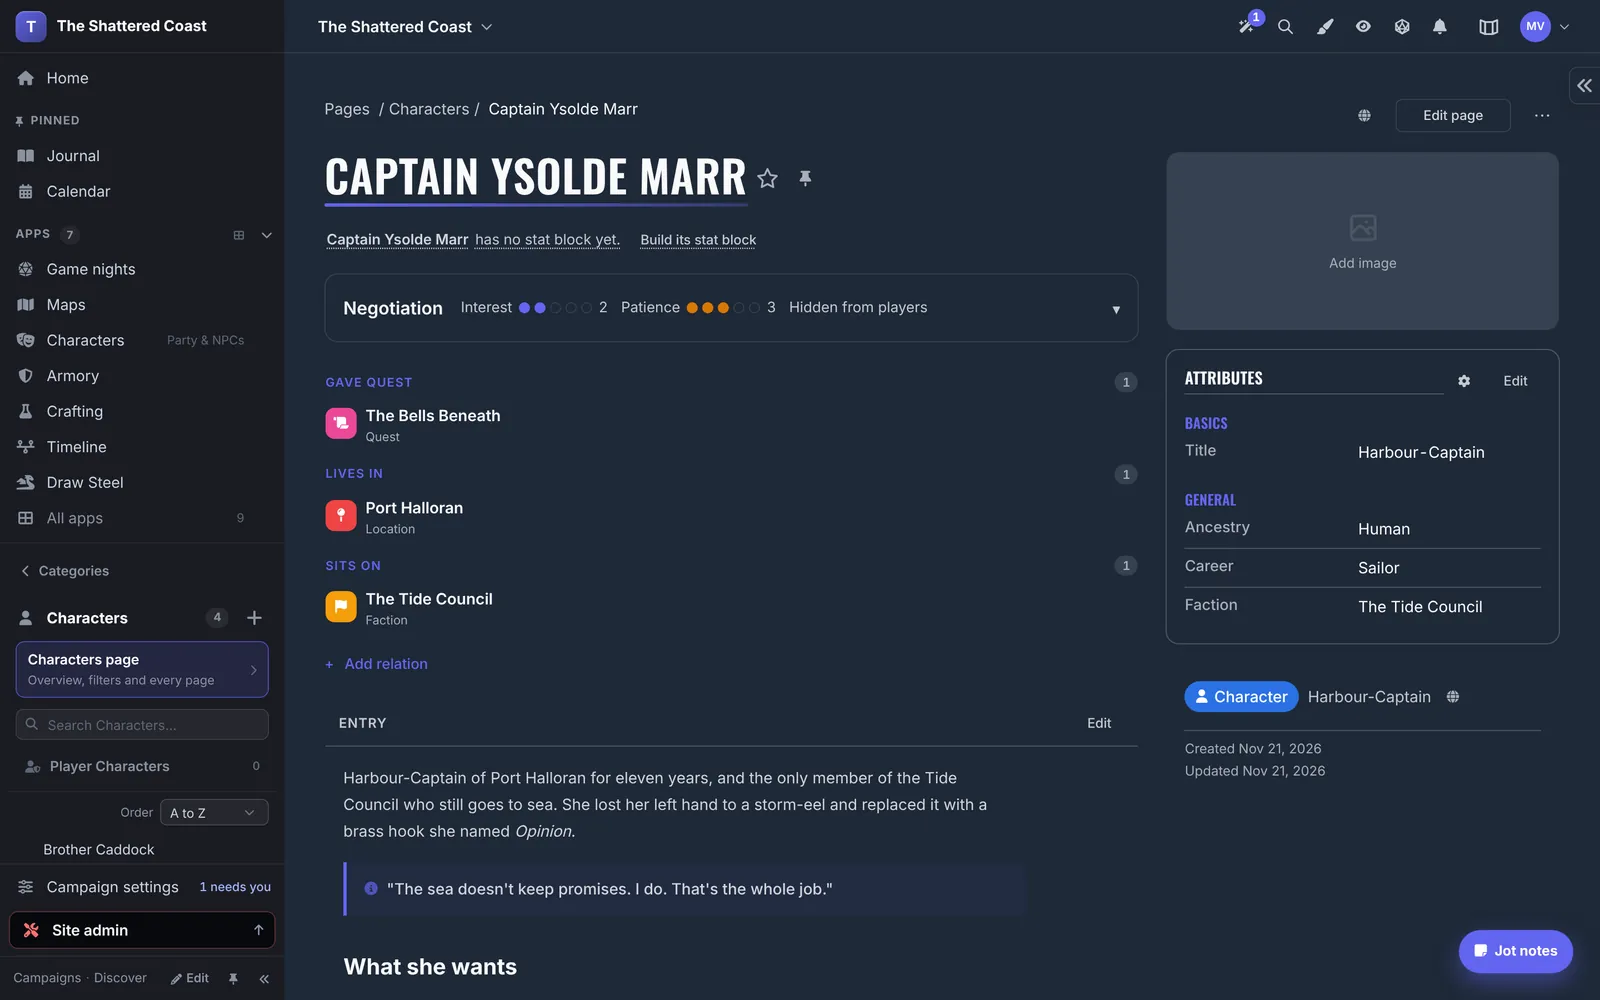 T The Shattered Coast
Home
PINNED
Journal
Calendar
APPS 7
Game nights
Maps
Characters Party & NPCs
Armory
Crafting
Timeline
Draw Steel
All apps 9
Categories
Characters 4
Characters page
Overview, filters and every page
Search Characters...
Player Characters 0
Order A to Z
Brother Caddock
Campaign settings 1 needs you
Site admin
Campaigns · Discover Edit
The Shattered Coast
1
MV
Pages / Characters / Captain Ysolde Marr
Edit page
CAPTAIN YSOLDE MARR
Captain Ysolde Marr has no stat block yet. Build its stat block
Negotiation Interest 2 Patience 3 Hidden from players
GAVE QUEST 1
The Bells Beneath
Quest
LIVES IN 1
Port Halloran
Location
SITS ON 1
The Tide Council
Faction
+ Add relation
ENTRY Edit
Harbour-Captain of Port Halloran for eleven years, and the only member of the Tide
Council who still goes to sea. She lost her left hand to a storm-eel and replaced it with a
brass hook she named Opinion.
"The sea doesn't keep promises. I do. That's the whole job."
What she wants
Add image
ATTRIBUTES Edit
BASICS
Title Harbour-Captain
GENERAL
Ancestry Human
Career Sailor
Faction The Tide Council
Character Harbour-Captain
Created Nov 21, 2026
Updated Nov 21, 2026
Jot notes